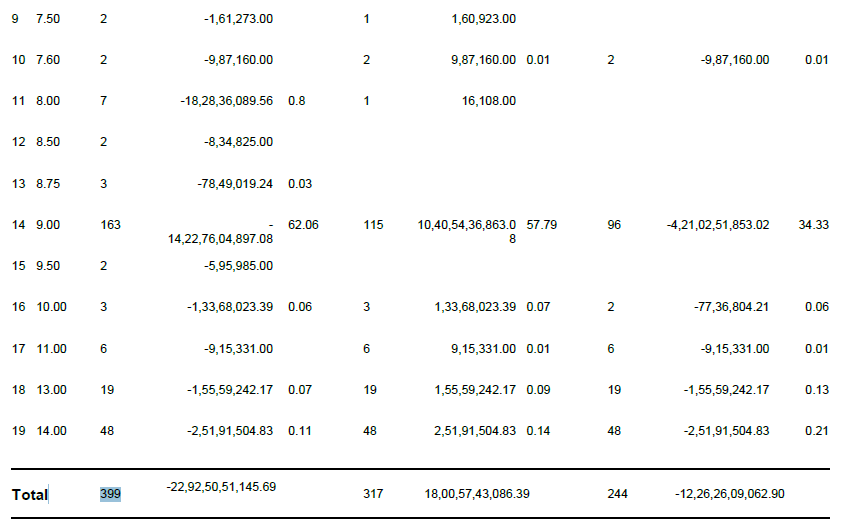 9 7.50 2 -1,61,273.00 1 1,60,923.00
10 7.60 2 -9,87,160.00 2 9,87,160.00 0.01 2 -9,87,160.00 0.01
11 8.00 7 -18,28,36,089.56 0.8 1 16,108.00
12 8.50 2 -8,34,825.00
13 8.75 3 -78,49,019.24 0.03
14 9.00 163 - 62.06 115 10,40,54,36,863.0 57.79 96 -4,21,02,51,853.02 34.33
14,22,76,04,897.08 8
15 9.50 2 -5,95,985.00
16 10.00 3 -1,33,68,023.39 0.06 3 1,33,68,023.39 0.07 2 -77,36,804.21 0.06
17 11.00 6 -9,15,331.00 6 9,15,331.00 0.01 6 -9,15,331.00 0.01
18 13.00 19 -1,55,59,242.17 0.07 19 1,55,59,242.17 0.09 19 -1,55,59,242.17 0.13
19 14.00 48 -2,51,91,504.83 0.11 48 2,51,91,504.83 0.14 48 -2,51,91,504.83 0.21
Total 399 -22,92,50,51,145.69 317 18,00,57,43,086.39 244 -12,26,26,09,062.90